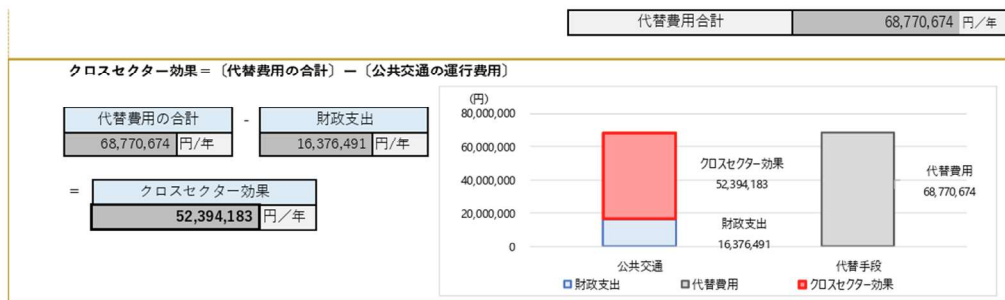 代替費用合計 68,770,674 円/年
クロスセクター効果=〔代替費用の合計〕ー〔公共交通の運行費用〕
代替費用の合計 - 財政支出
68,770,674 円/年 16,376,491 円/年
= クロスセクター効果
52,394,183 円/年
(円)
80,000,000
60,000,000
40,000,000
20,000,000
0
クロスセクター効果
52,394,183
財政支出
16,376,491
代替費用
68,770,674
公共交通 代替手段
財政支出 代替費用 クロスセクター効果